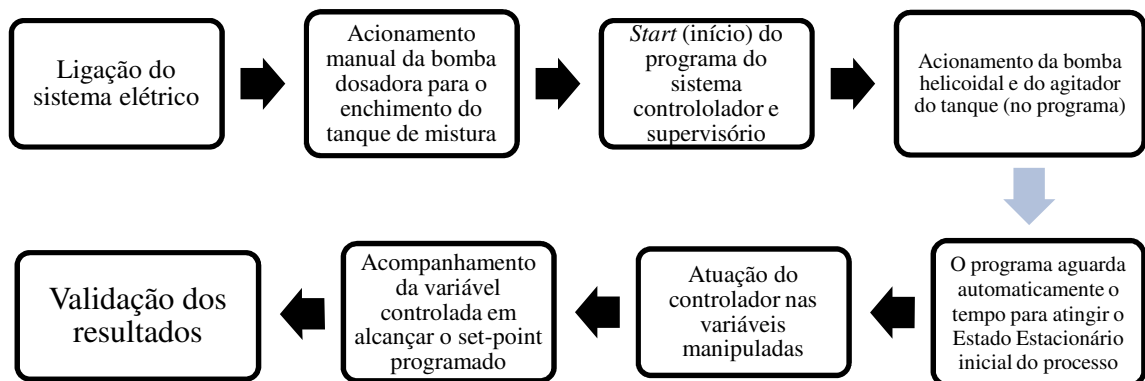 Ligação do
sistema elétrico
Acionamento
manual da bomba
dosadora para o
enchimento do
tanque de mistura
Start (início) do
programa do
sistema
contrololador e
supervisório
Acionamento da bomba
helicoidal e do agitador
do tanque (no programa)
O programa aguarda
automaticamente o
tempo para atingir o
Estado Estacionário
inicial do processo
Atuação do
controlador nas
variáveis
manipuladas
Acompanhamento
da variável
controlada em
alcançar o set-point
programado
Validação dos
resultados